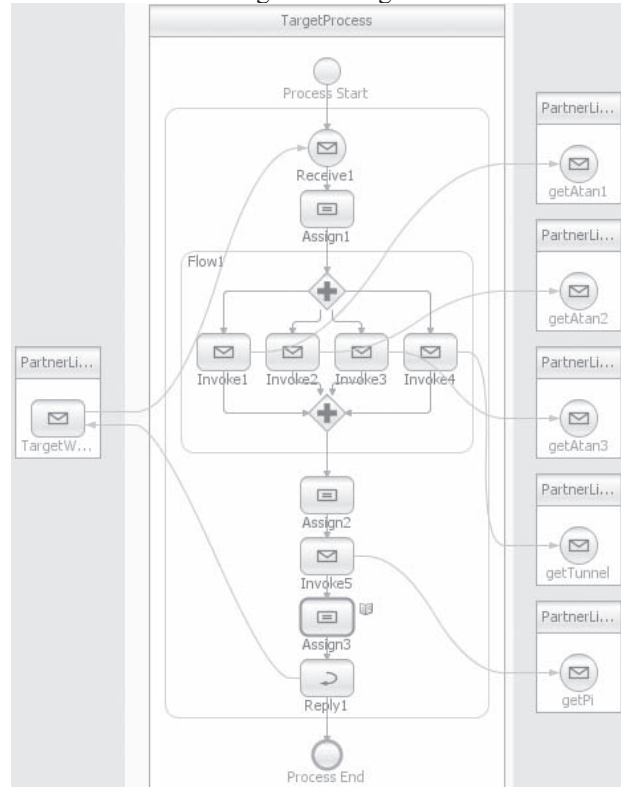 TargetProcess
Process Start
Receive1
Assign1
Flow1
Invoke1
Invoke2
Invoke3
Invoke4
Assign2
Invoke5
Assign3
Reply1
Process End
PartnerLi...
TargetW...
PartnerLi...
getAtan1
PartnerLi...
getAtan2
PartnerLi...
getAtan3
PartnerLi...
getTunnel
PartnerLi...
getPi